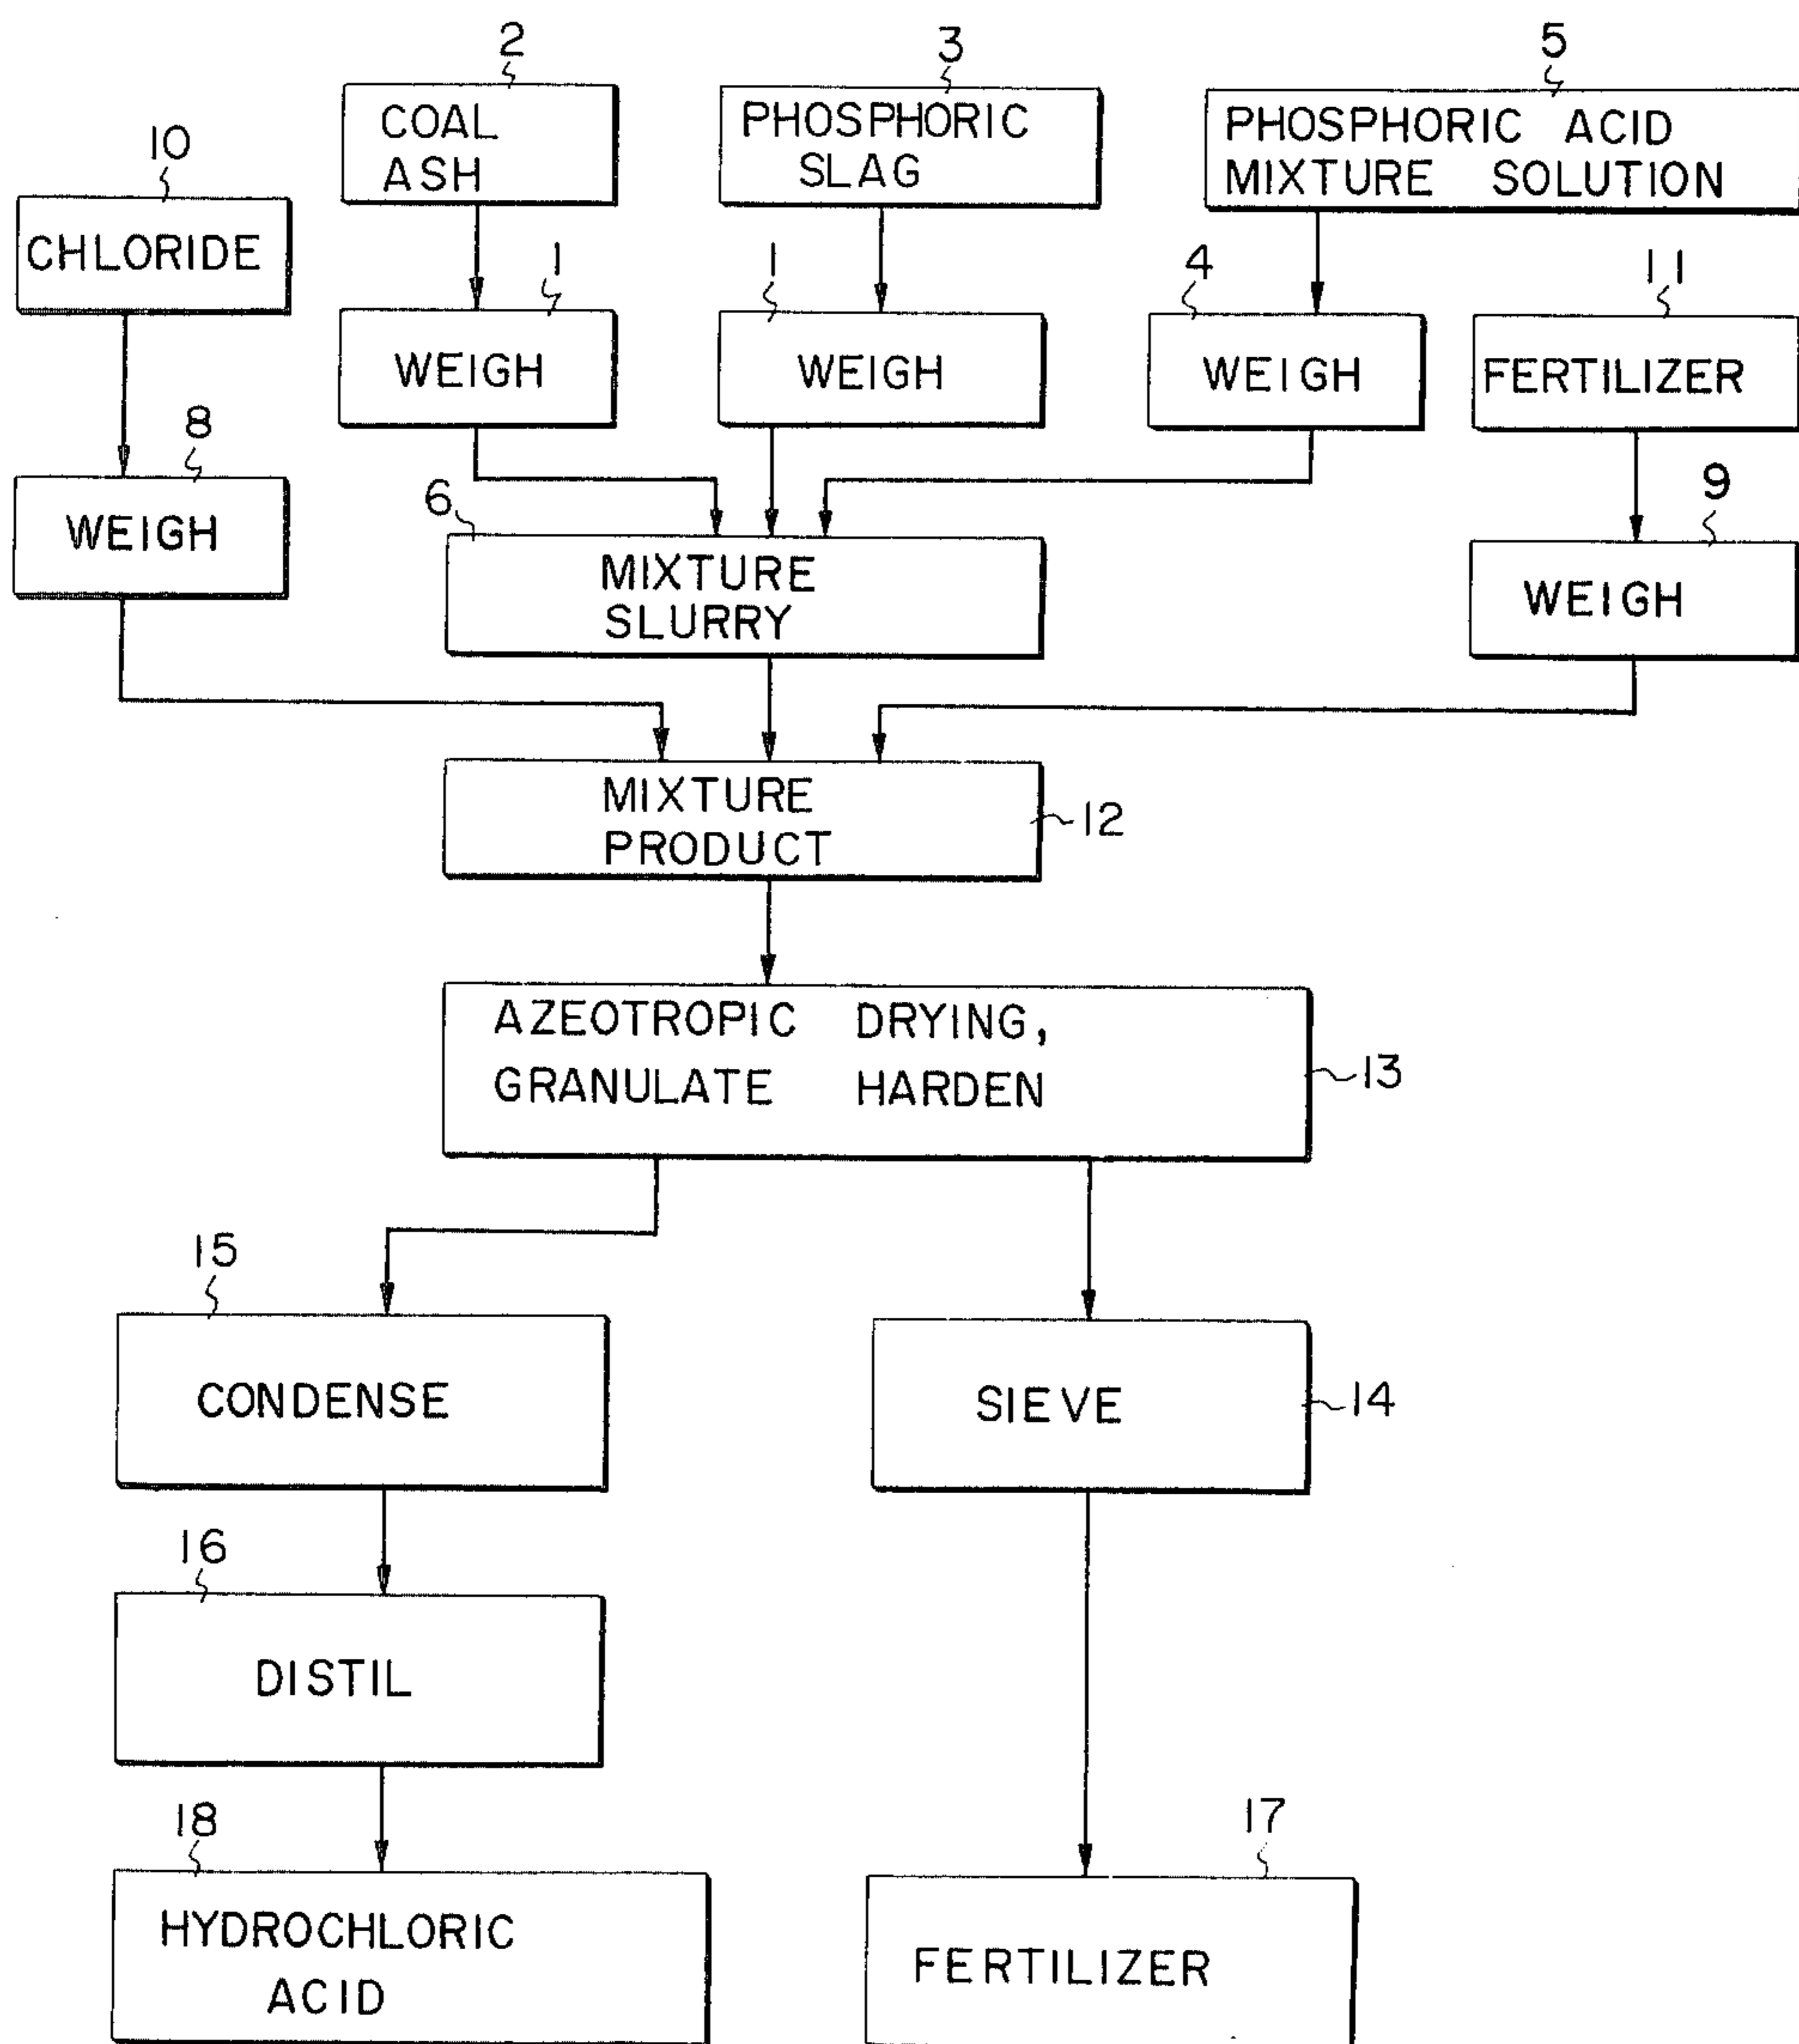 2
3
5
COAL
ASH
PHOSPHORIC
SLAG
PHOSPHORIC ACID
MIXTURE SOLUTION
10
CHLORIDE
1
1
4
11
WEIGH
WEIGH
WEIGH
FERTILIZER
8
WEIGH
6
MIXTURE
SLURRY
9
WEIGH
MIXTURE
PRODUCT
12
AZEOTROPIC DRYING,
GRANULATE HARDEN
13
15
CONDENSE
SIEVE
14
16
DISTIL
18
HYDROCHLORIC
ACID
17
FERTILIZER